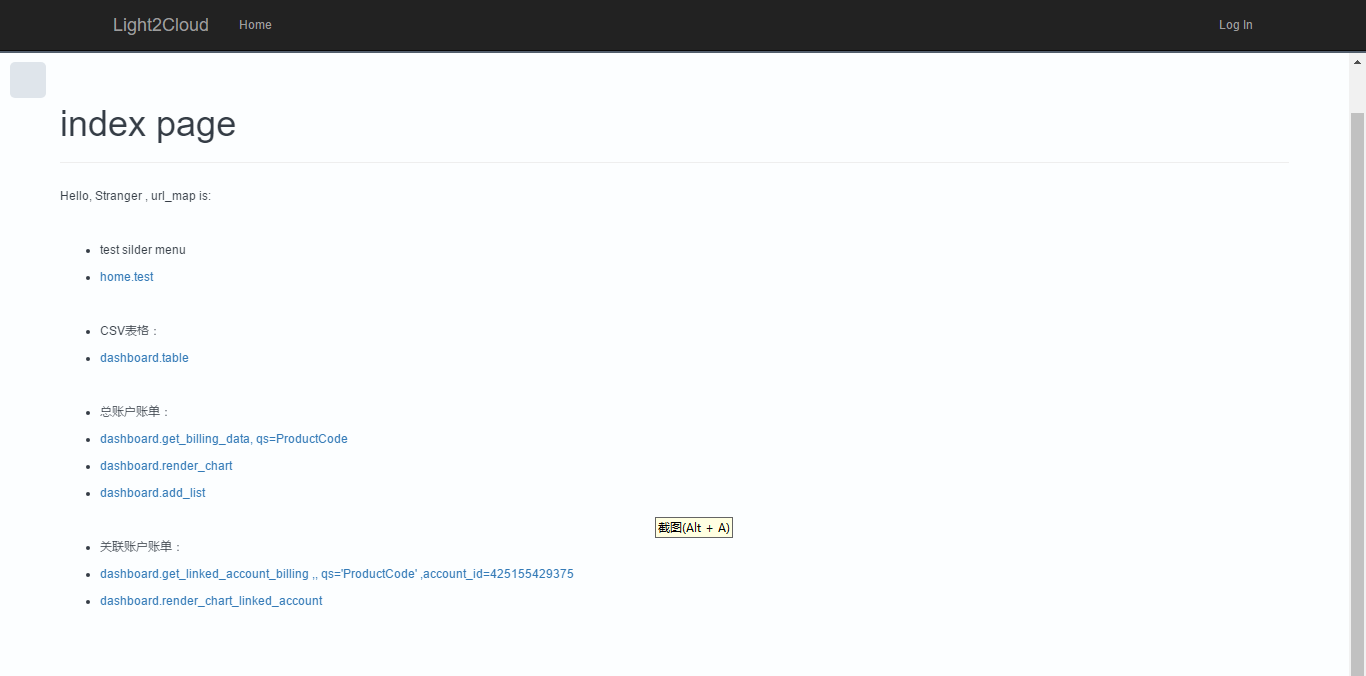 Light2Cloud Home Log In
index page
Hello, Stranger , url_map is:
test silder menu
home.test
CSV表格：
dashboard.table
总账户账单：
dashboard.get_billing_data, qs=ProductCode
dashboard.render_chart
dashboard.add_list
截图(Alt + A)
关联账户账单：
dashboard.get_linked_account_billing ,, qs='ProductCode' ,account_id=425155429375
dashboard.render_chart_linked_account